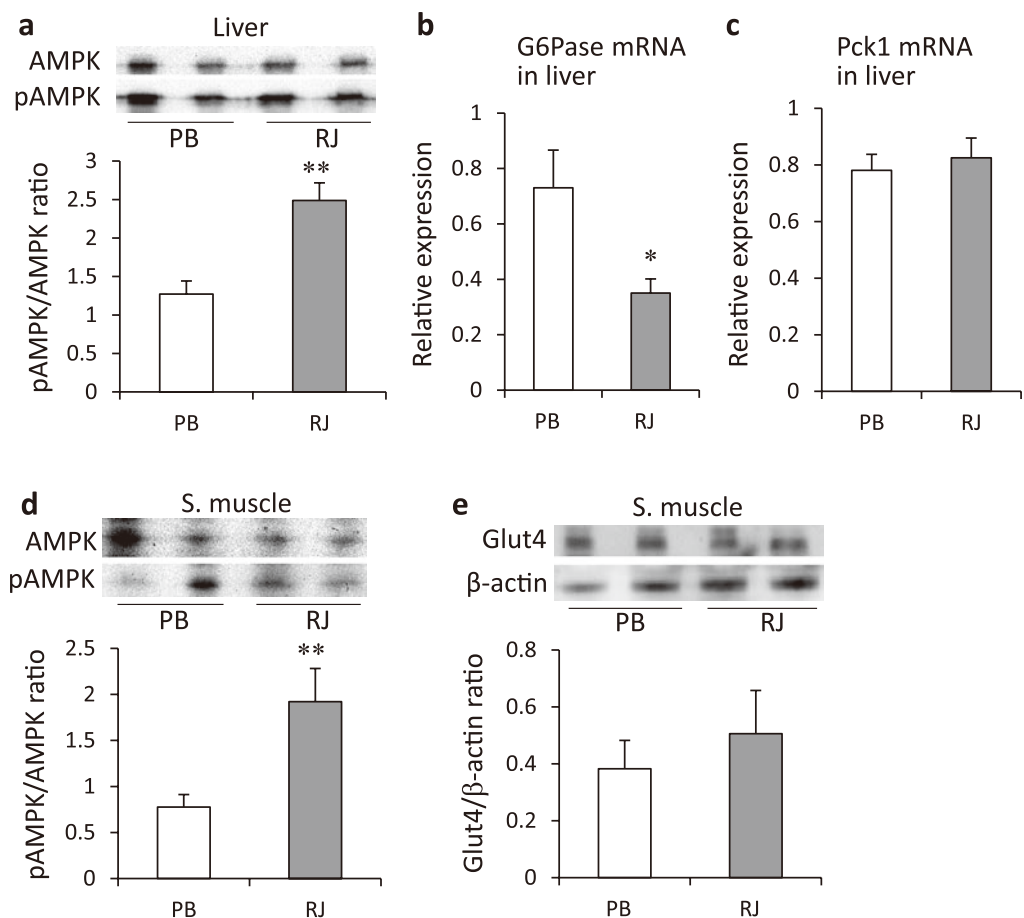 a
Liver
AMPK
pAMPK
PB RJ
pAMPK/AMPK ratio
3
2.5
2
1.5
1
0.5
0
**
PB RJ
b
G6Pase mRNA
in liver
Relative expression
1
0.8
0.6
0.4
0.2
0
*
PB RJ
c
Pck1 mRNA
in liver
Relative expression
1
0.8
0.6
0.4
0.2
0
PB RJ
d
S. muscle
AMPK
pAMPK
PB RJ
pAMPK/AMPK ratio
2.5
2
1.5
1
0.5
0
**
PB RJ
e
S. muscle
Glut4
β-actin
PB RJ
Glut4/β-actin ratio
0.8
0.6
0.4
0.2
0
PB RJ